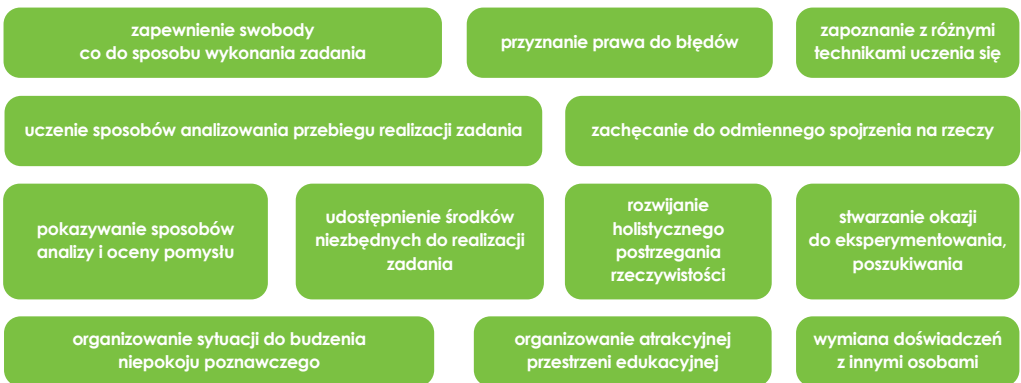 zapewnienie swobody
co do sposobu wykonania zadania
przyznanie prawa do błędów
zapoznanie z różnymi
technikami uczenia się
uczenie sposobów analizowania przebiegu realizacji zadania
zachęcanie do odmiennego spojrzenia na rzeczy
pokazywanie sposobów
analizy i oceny pomysłu
udostępnienie środków
niezbędnych do realizacji
zadania
rozwijanie
holistycznego
postrzegania
rzeczywistości
stwarzanie okazji
do eksperymentowania,
poszukiwania
organizowanie sytuacji do budzenia
niepokoju poznawczego
organizowanie atrakcyjnej
przestrzeni edukacyjnej
wymiana doświadczeń
z innymi osobami